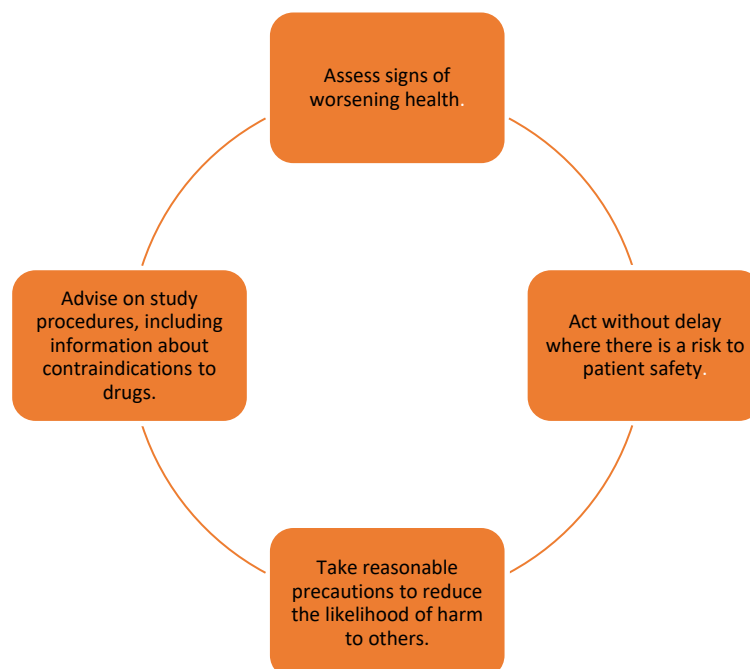 Assess signs of
worsening health.
Act without delay
where there is a risk to
patient safety.
Take reasonable
precautions to reduce
the likelihood of harm
to others.
Advise on study
procedures, including
information about
contraindications to
drugs.